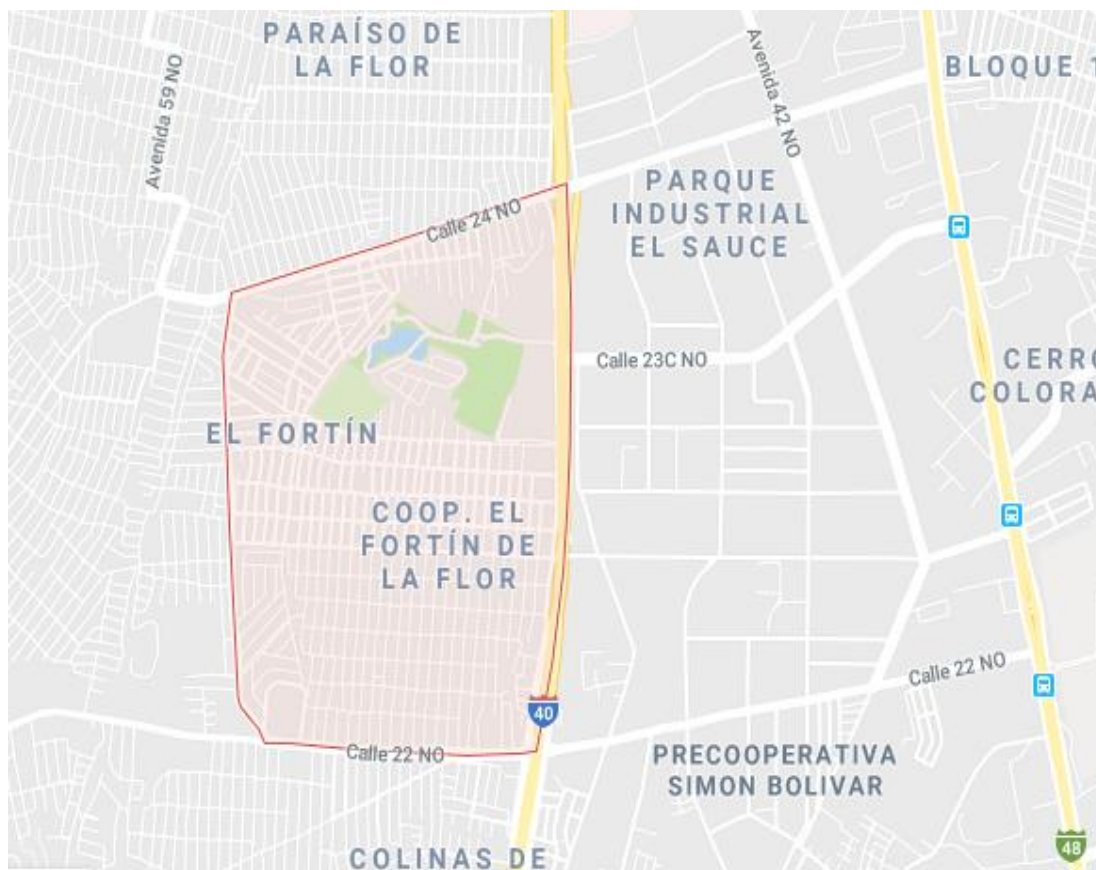 PARAÍSO DE
LA FLOR
Avenida 59 NO
Avenida 42 NO
BLOQUE 1
Calle 24 NO
PARQUE
INDUSTRIAL
EL SAUCE
Calle 23C NO
CERRO
COLORA
EL FORTÍN
COOP. EL
FORTÍN DE
LA FLOR
Calle 22 NO
40
Calle 22 NO
PRECOOPERATIVA
SIMON BOLIVAR
COLINAS DE
48